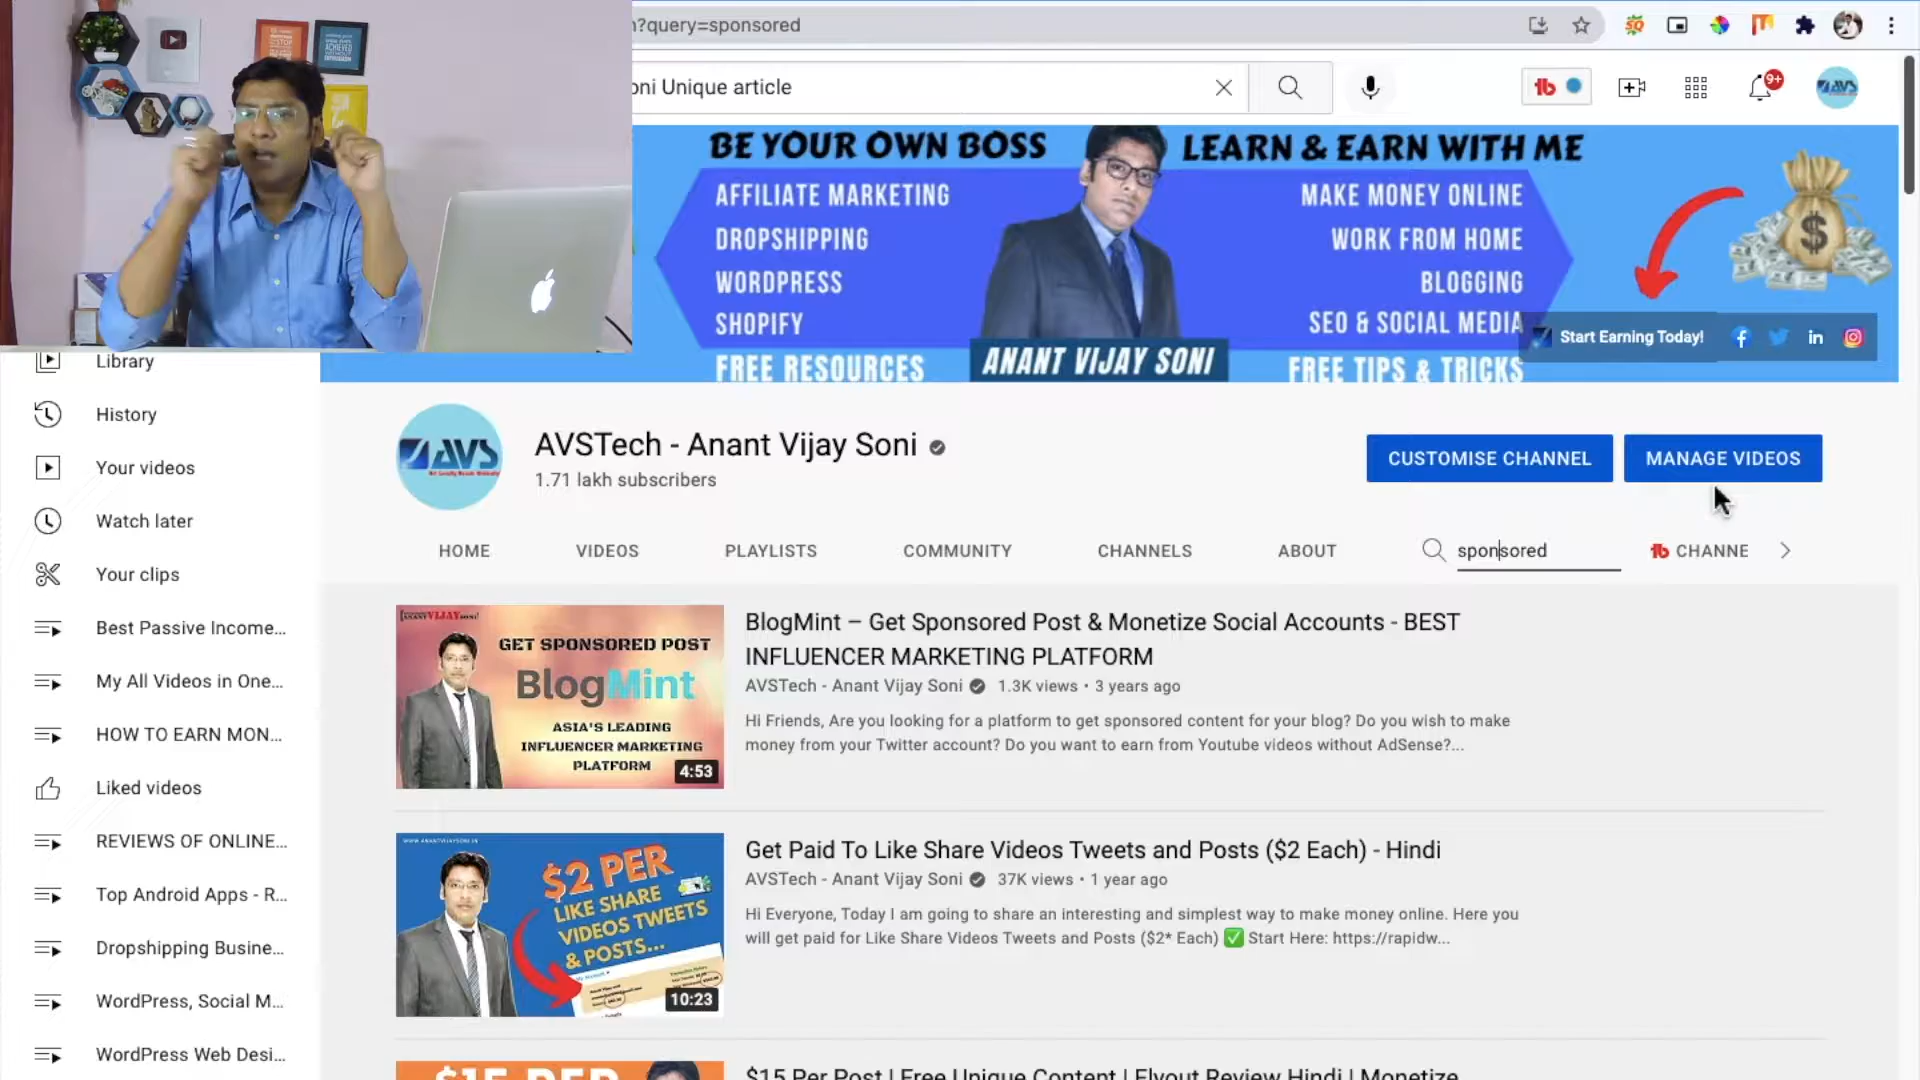 ?query=sponsored
oni Unique article
9+
BE YOUR OWN BOSS
LEARN & EARN WITH ME
AFFILIATE MARKETING
MAKE MONEY ONLINE
DROPSHIPPING
WORK FROM HOME
WORDPRESS
BLOGGING
SHOPIFY
SEO & SOCIAL MEDIA
FREE RESOURCES
ANANT VIJAY SONI
FREE TIPS & TRICKS
Start Earning Today!
Library
History
Your videos
Watch later
Your clips
Best Passive Income...
My All Videos in One...
HOW TO EARN MON...
Liked videos
REVIEWS OF ONLINE...
Top Android Apps - R...
Dropshipping Busine...
WordPress, Social M...
WordPress Web Desi...
AVS
AVSTech - Anant Vijay Soni
1.71 lakh subscribers
CUSTOMISE CHANNEL
MANAGE VIDEOS
HOME
VIDEOS
PLAYLISTS
COMMUNITY
CHANNELS
ABOUT
sponsored
CHANNE
GET SPONSORED POST
BlogMint
ASIA'S LEADING
INFLUENCER MARKETING
PLATFORM
4:53
BlogMint – Get Sponsored Post & Monetize Social Accounts - BEST
INFLUENCER MARKETING PLATFORM
AVSTech - Anant Vijay Soni 1.3K views • 3 years ago
Hi Friends, Are you looking for a platform to get sponsored content for your blog? Do you wish to make
money from your Twitter account? Do you want to earn from Youtube videos without AdSense?...
WWW.ANANTVIJAYSONI.IN
$2 PER
LIKE SHARE
VIDEOS TWEETS
& POSTS...
10:23
Get Paid To Like Share Videos Tweets and Posts ($2 Each) - Hindi
AVSTech - Anant Vijay Soni 37K views • 1 year ago
Hi Everyone, Today I am going to share an interesting and simplest way to make money online. Here you
will get paid for Like Share Videos Tweets and Posts ($2* Each) ✅ Start Here: https://rapidw...
$15 PER
$15 Per Post | Free Unique Content | Flyout Review Hindi | Monetize